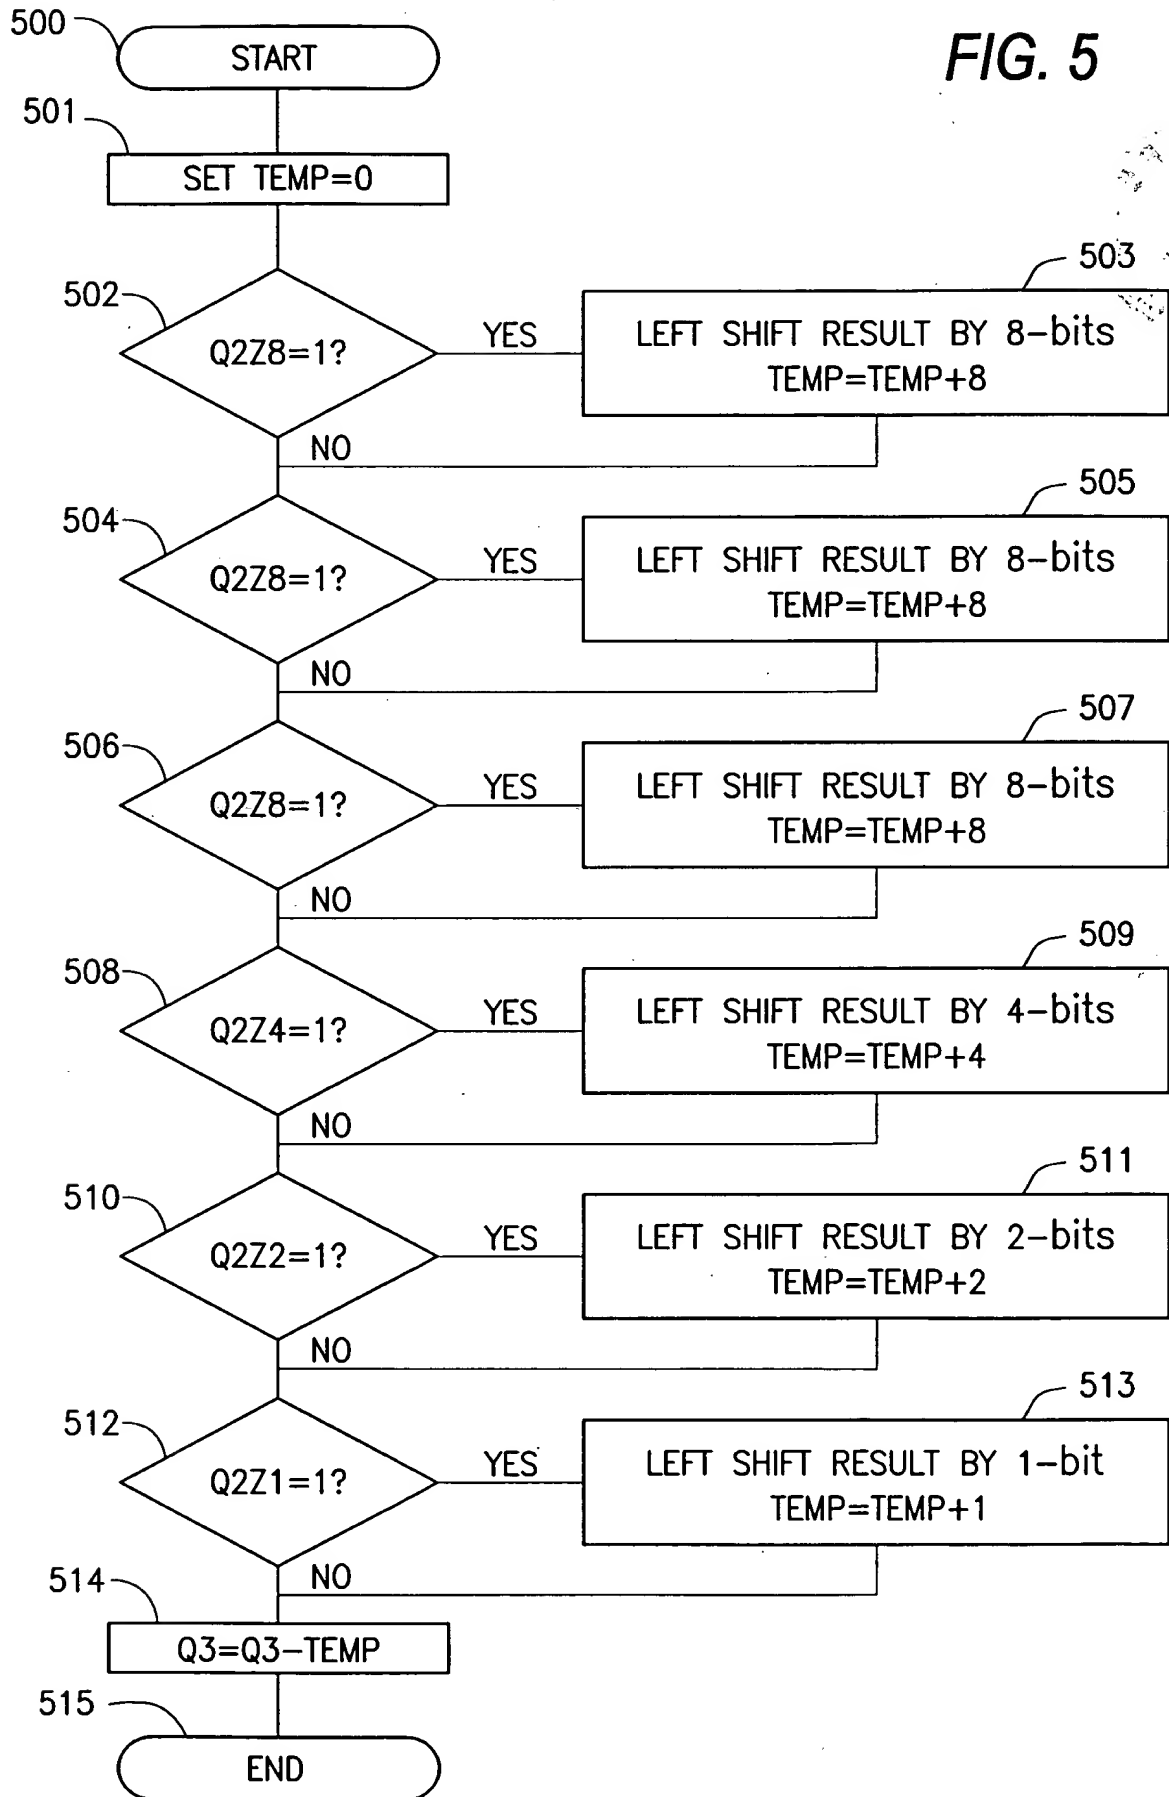 FIG. 5
500
START
501
SET TEMP=0
502
Q2Z8=1?
YES
NO
503
LEFT SHIFT RESULT BY 8-bits
TEMP=TEMP+8
504
Q2Z8=1?
YES
NO
505
LEFT SHIFT RESULT BY 8-bits
TEMP=TEMP+8
506
Q2Z8=1?
YES
NO
507
LEFT SHIFT RESULT BY 8-bits
TEMP=TEMP+8
508
Q2Z4=1?
YES
NO
509
LEFT SHIFT RESULT BY 4-bits
TEMP=TEMP+4
510
Q2Z2=1?
YES
NO
511
LEFT SHIFT RESULT BY 2-bits
TEMP=TEMP+2
512
Q2Z1=1?
YES
NO
513
LEFT SHIFT RESULT BY 1-bit
TEMP=TEMP+1
514
Q3=Q3-TEMP
515
END